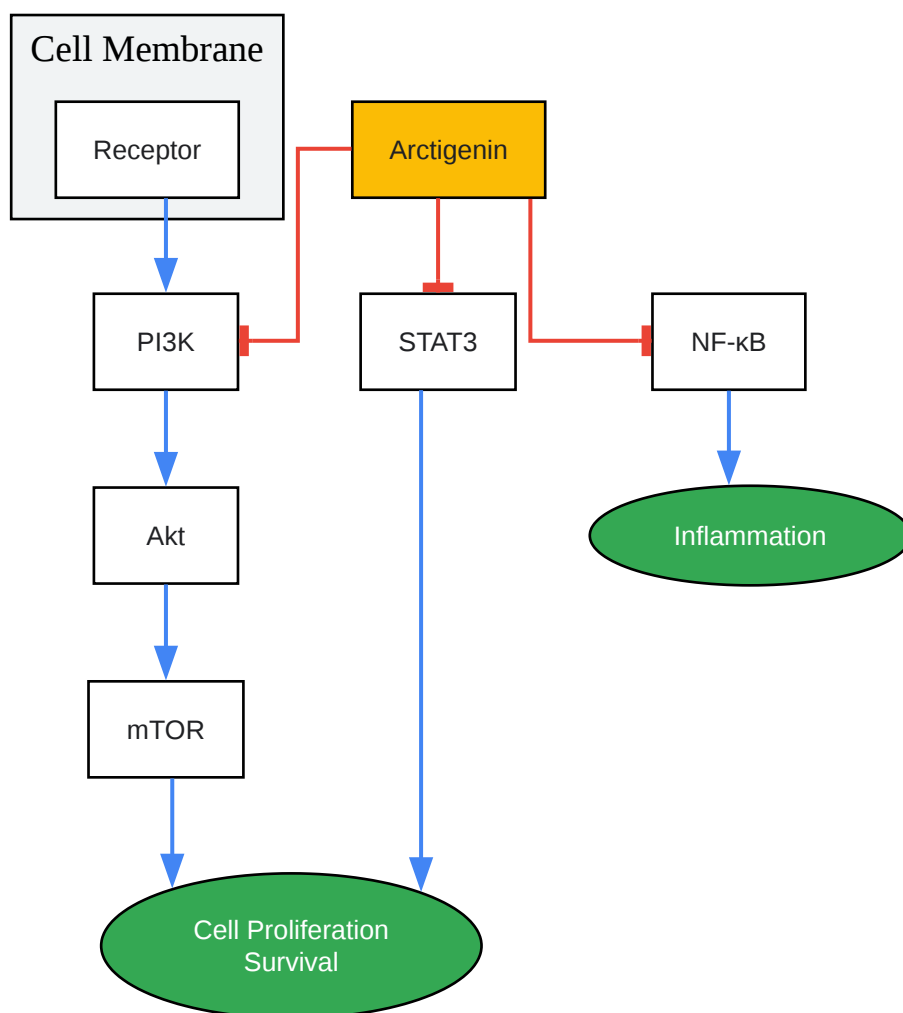 Cell Membrane
Receptor
Arctigenin
PI3K
STAT3
NF-κB
Akt
Inflammation
mTOR
Cell Proliferation
Survival